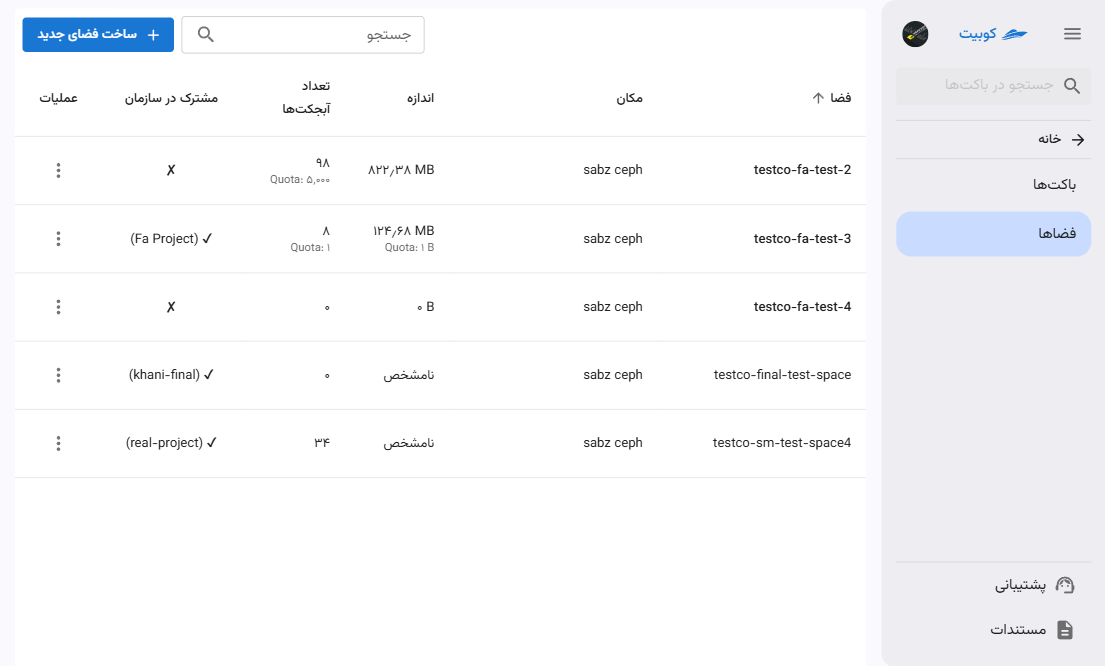 کوبیت
جستجو در باکت‌ها
خانه
باکت‌ها
فضاها
پشتیبانی
مستندات
جستجو
ساخت فضای جدید
فضا
مکان
اندازه
تعداد
آبجکت‌ها
مشترک در سازمان
عملیات
testco-fa-test-2
sabz ceph
۸۲۲٫۳۸ MB
۹۸
Quota: ۵,۰۰۰
✗
testco-fa-test-3
sabz ceph
۱۲۴٫۶۸ MB
Quota: ۱ B
۸
Quota: ۱
✓ (Fa Project)
testco-fa-test-4
sabz ceph
۰ B
۰
✗
testco-final-test-space
sabz ceph
نامشخص
۰
✓ (khani-final)
testco-sm-test-space4
sabz ceph
نامشخص
۳۴
✓ (real-project)